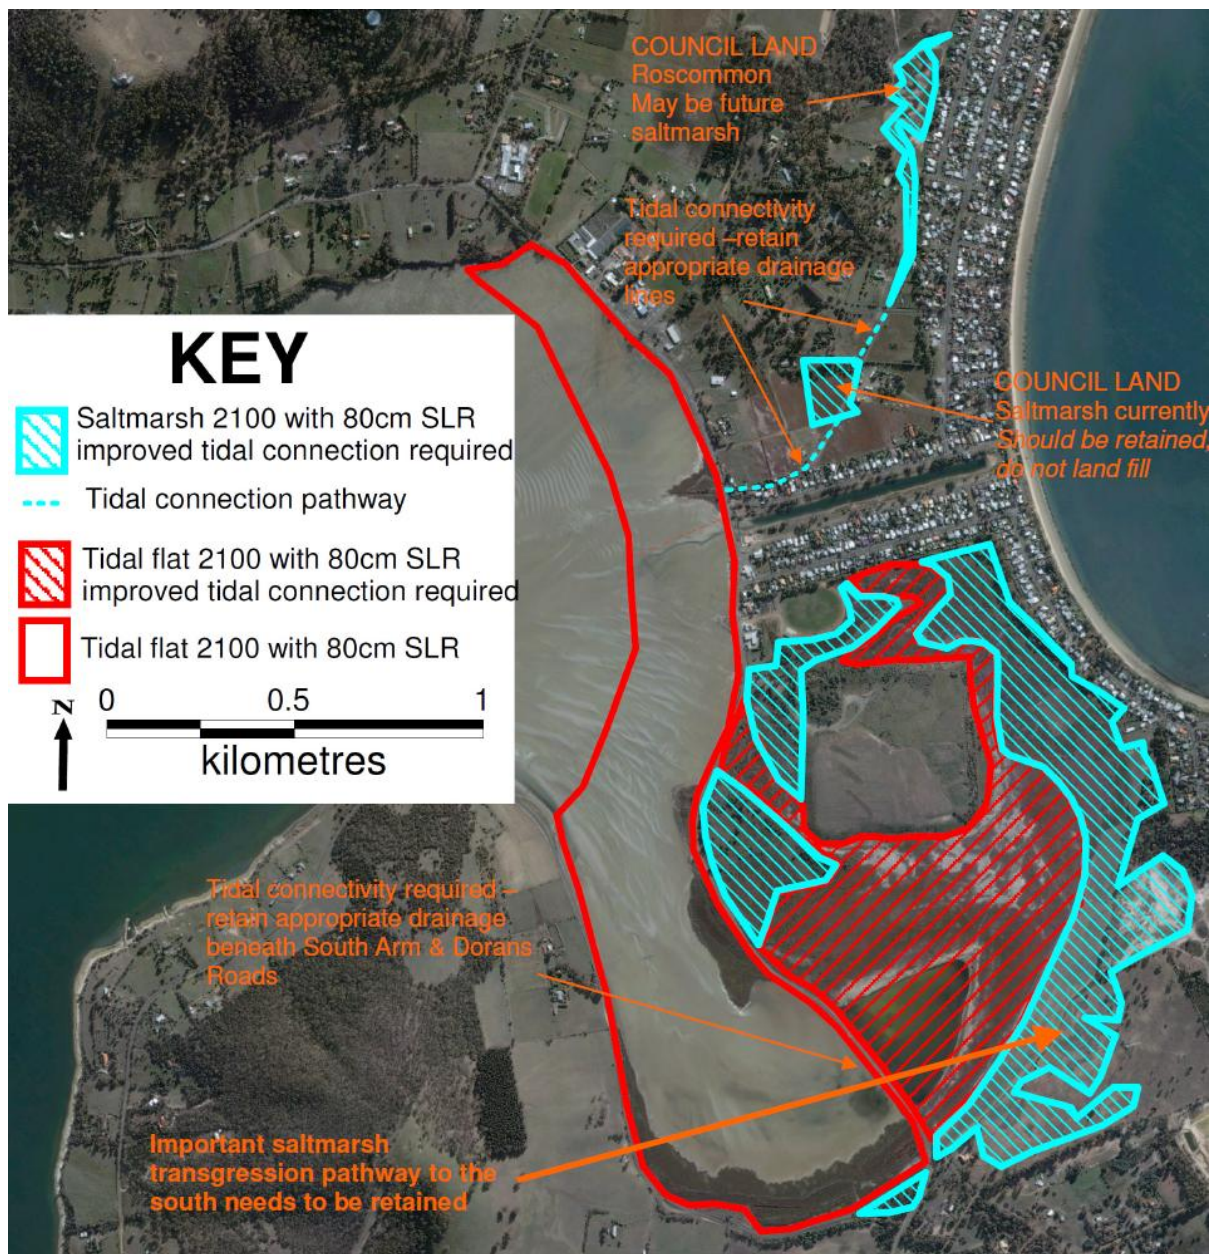 COUNCIL LAND
Roscommon
May be future
saltmarsh
Tidal connectivity
required –retain
appropriate drainage
lines
KEY
Saltmarsh 2100 with 80cm SLR
improved tidal connection required
Tidal connection pathway
Tidal flat 2100 with 80cm SLR
improved tidal connection required
Tidal flat 2100 with 80cm SLR
N
0 0.5 1
kilometres
COUNCIL LAND
Saltmarsh currently
Should be retained,
do not land fill
Tidal connectivity required –
retain appropriate drainage
beneath South Arm & Dorans
Roads
Important saltmarsh
transgression pathway to the
south needs to be retained